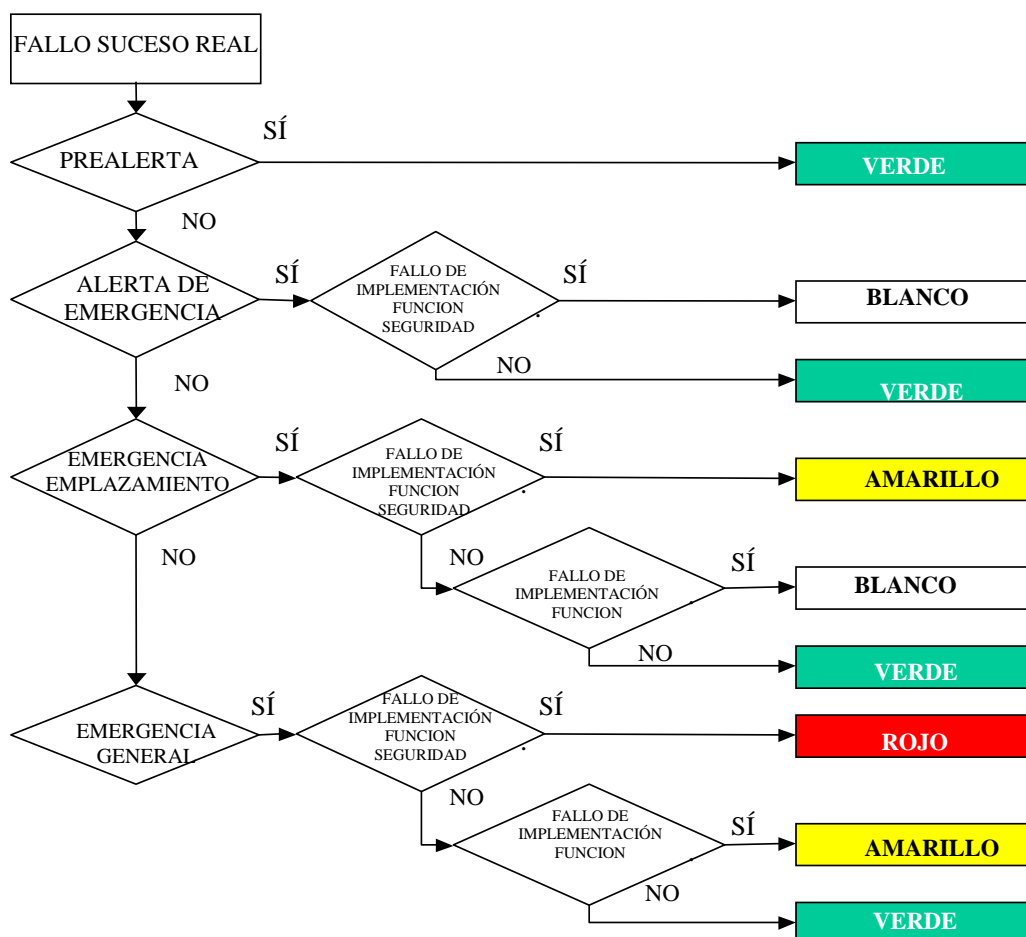 FALLO SUCESO REAL
SÍ
PREALERTA
VERDE
NO
ALERTA DE
EMERGENCIA
SÍ
FALLO DE
IMPLEMENTACIÓN
FUNCION
SEGURIDAD
SÍ
BLANCO
NO
VERDE
NO
EMERGENCIA
EMPLAZAMIENTO
SÍ
FALLO DE
IMPLEMENTACIÓN
FUNCION
SEGURIDAD
SÍ
AMARILLO
NO
NO
FALLO DE
IMPLEMENTACIÓN
FUNCION
SÍ
BLANCO
NO
VERDE
EMERGENCIA
GENERAL
SÍ
FALLO DE
IMPLEMENTACIÓN
FUNCION
SEGURIDAD
SÍ
ROJO
NO
FALLO DE
IMPLEMENTACIÓN
FUNCION
SÍ
AMARILLO
NO
VERDE